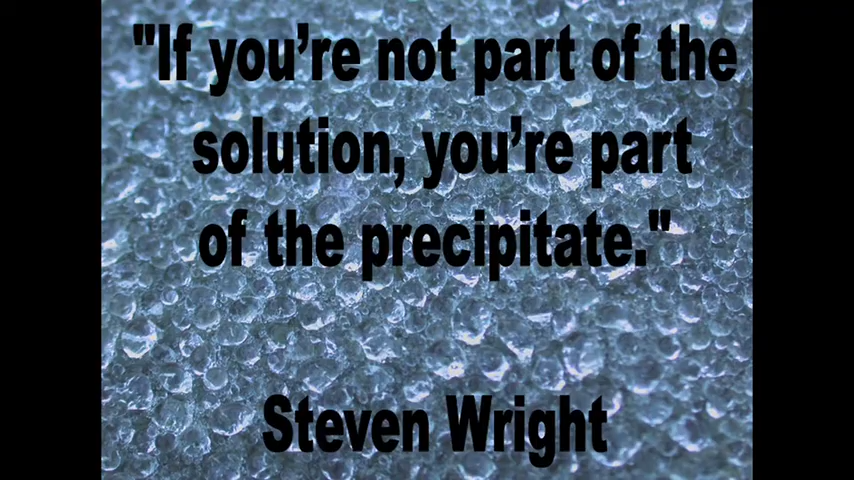 "If you’re not part of the
solution, you’re part
of the precipitate."
Steven Wright